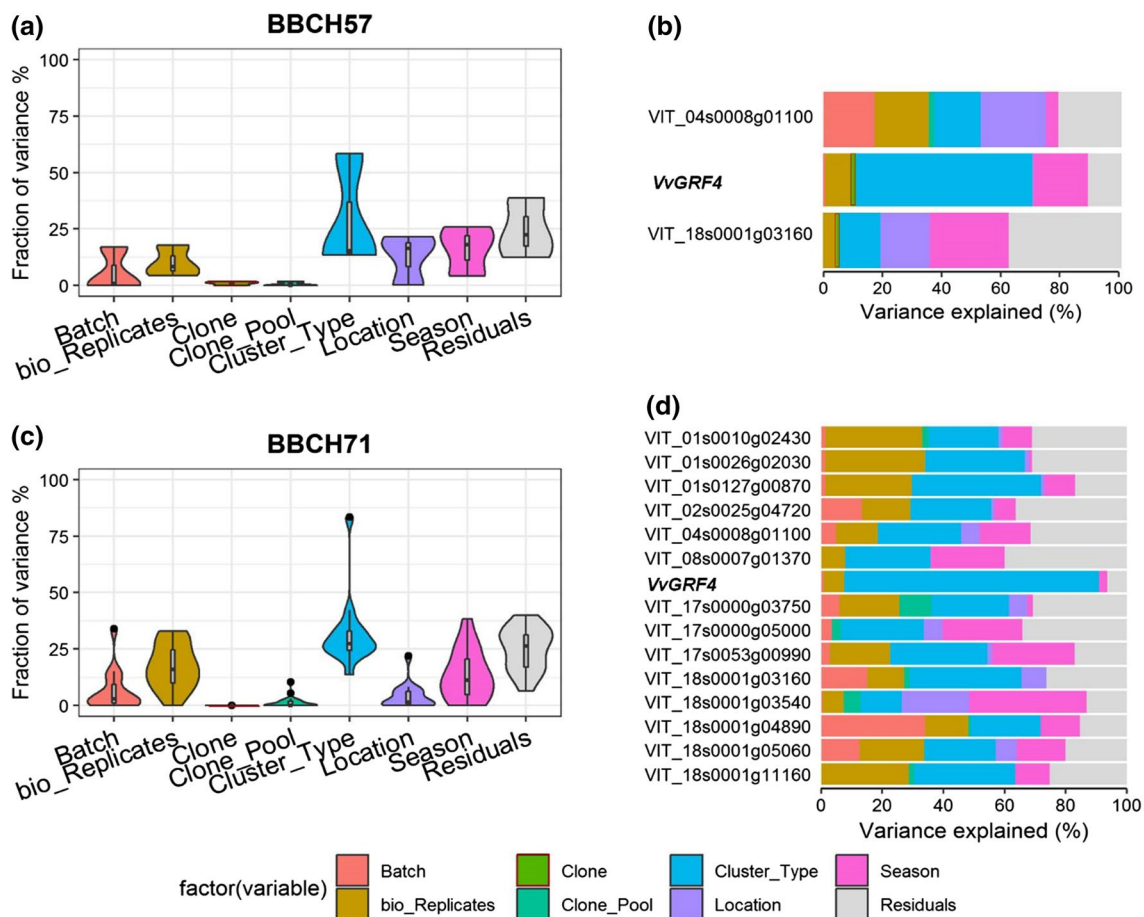 (a)
BBCH57
Fraction of variance %
100
75
50
25
0
Batch
bio_Replicates
Clone
Clone_Pool
Cluster_Type
Location
Season
Residuals
(b)
VIT_04s0008g01100
VvGRF4
VIT_18s0001g03160
0 20 40 60 80 100
Variance explained (%)
(c)
BBCH71
Fraction of variance %
100
75
50
25
0
Batch
bio_Replicates
Clone
Clone_Pool
Cluster_Type
Location
Season
Residuals
(d)
VIT_01s0010g02430
VIT_01s0026g02030
VIT_01s0127g00870
VIT_02s0025g04720
VIT_04s0008g01100
VIT_08s0007g01370
VvGRF4
VIT_17s0000g03750
VIT_17s0000g05000
VIT_17s0053g00990
VIT_18s0001g03160
VIT_18s0001g03540
VIT_18s0001g04890
VIT_18s0001g05060
VIT_18s0001g11160
0 20 40 60 80 100
Variance explained (%)
factor(variable)
Batch
Clone
Cluster_Type
Season
bio_Replicates
Clone_Pool
Location
Residuals